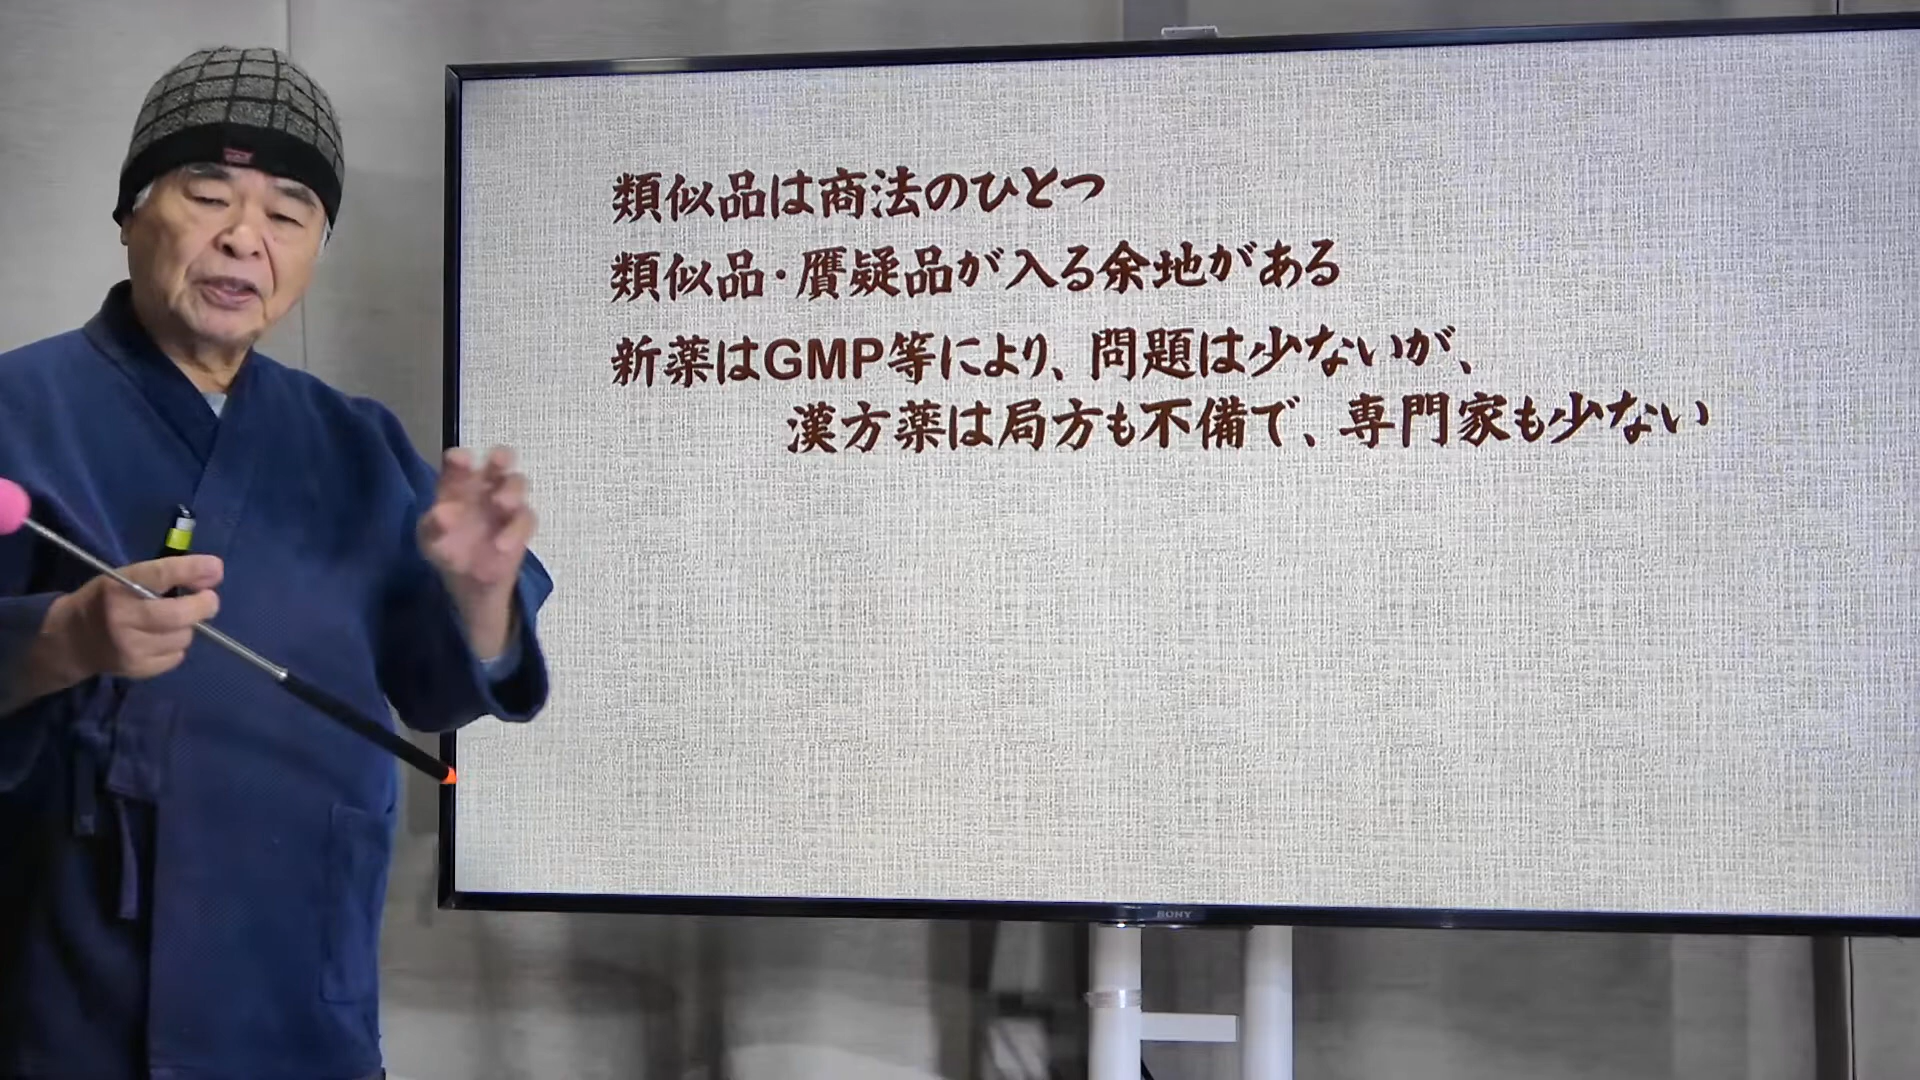 類似品は商法のひとつ
類似品・贋疑品が入る余地がある
新薬はGMP等により、問題は少ないが、
漢方薬は局方も不備で、専門家も少ない
SONY